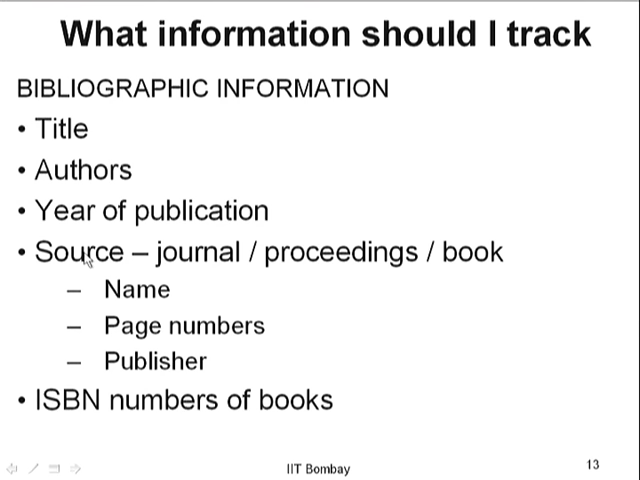 What information should I track
BIBLIOGRAPHIC INFORMATION
• Title
• Authors
• Year of publication
• Source – journal / proceedings / book
– Name
– Page numbers
– Publisher
• ISBN numbers of books
IIT Bombay
13